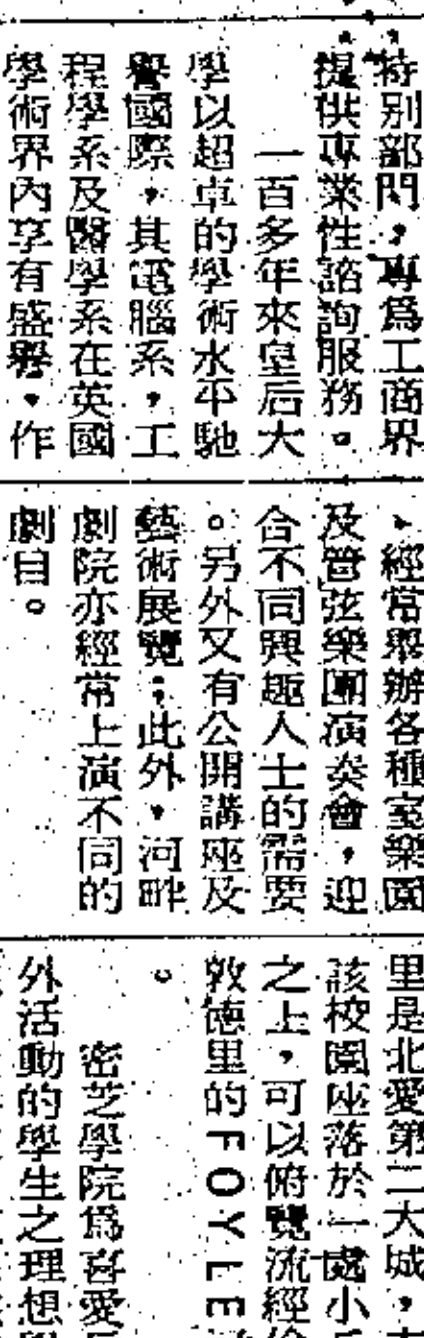 特別部門，專爲工商界
提供專業性諮詢服務。
一百多年來皇后大
學以超卓的學術水平馳
譽國際，其電腦系，工
程學系及醫學系在英國
學術界內享有盛譽。作
、經常舉辦各種室樂團
及管弦樂團演奏會，迎
合不同興趣人士的需要
。另外又有公開講座及
藝術展覽；此外，河畔
劇院亦經常上演不同的
劇目。
里是北愛第二大城，
該校園座落於一處小
之上，可以俯覽流經
敦德里的FOYLE
。
密芝學院爲喜愛
外活動的學生之理想